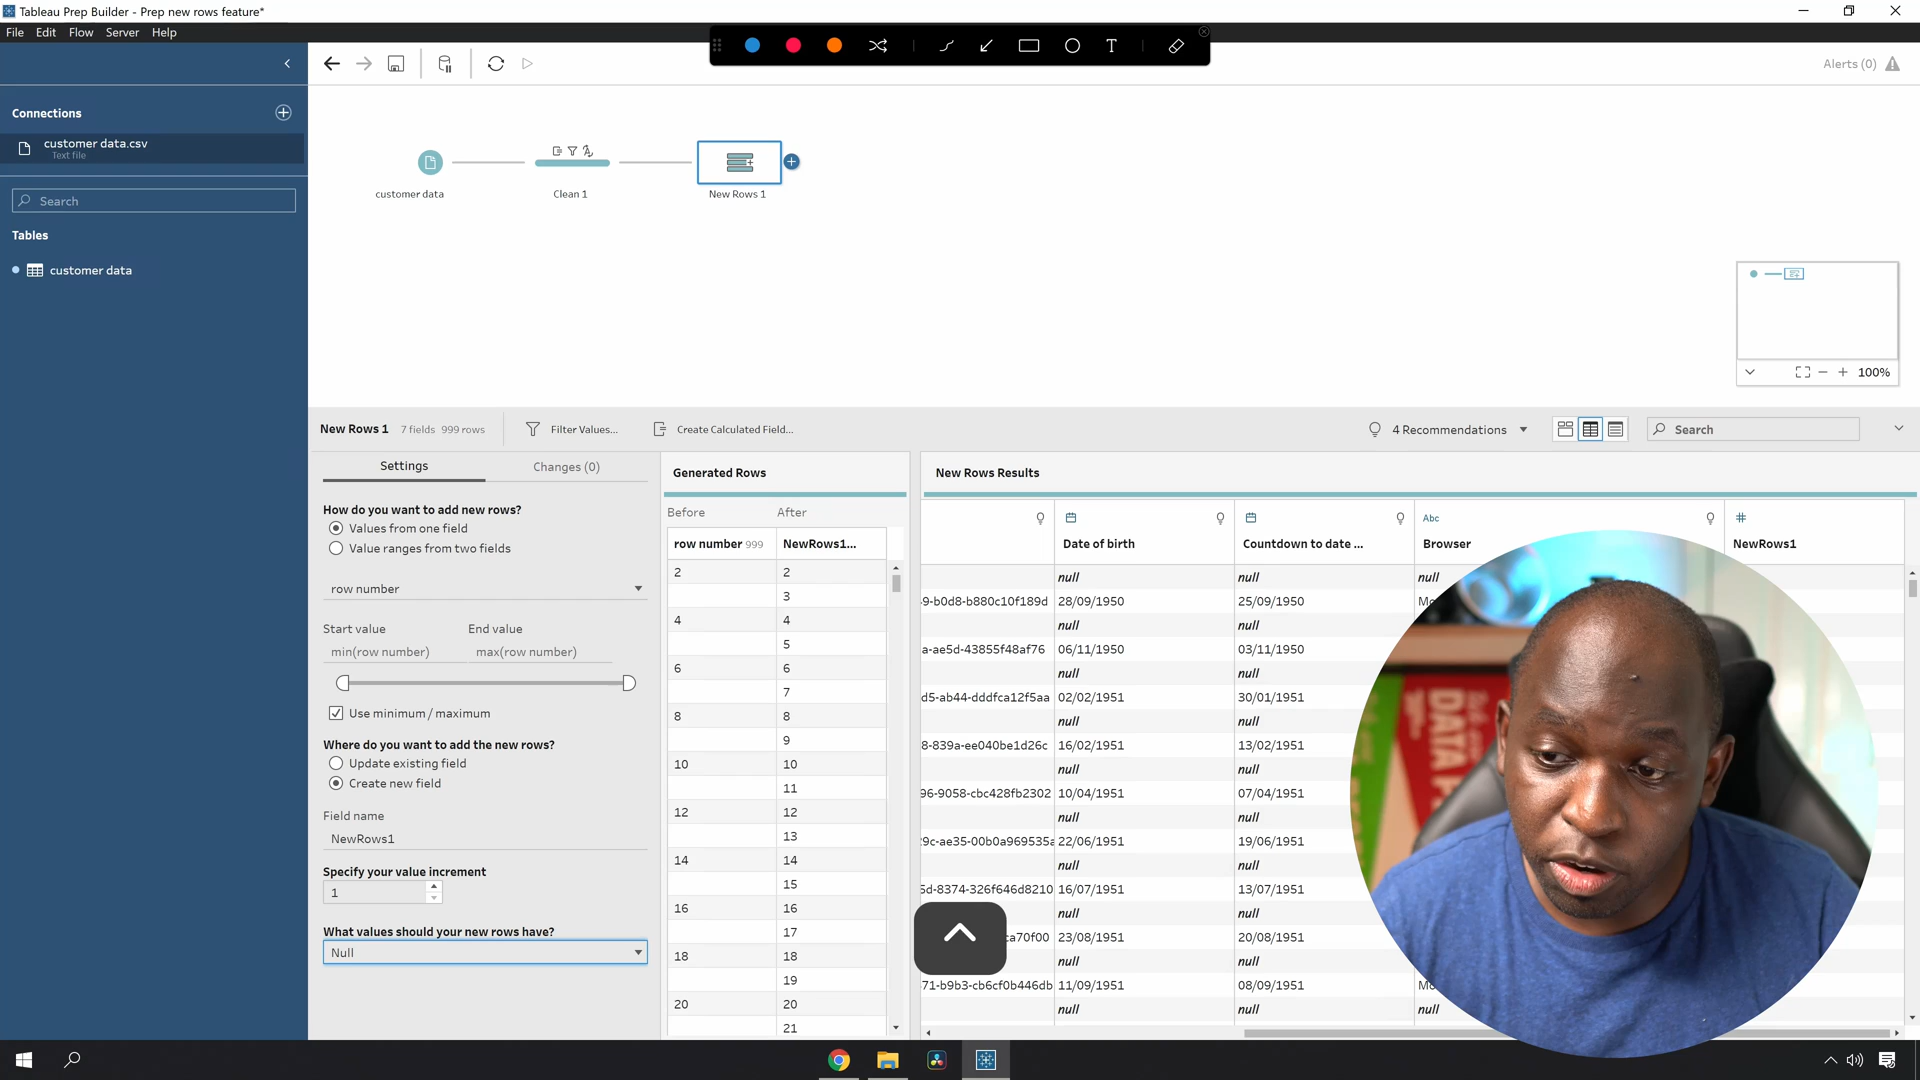 Tableau Prep Builder - Prep new rows feature*
File Edit Flow Server Help
Alerts (0)
Connections
customer data.csv
Text file
Search
Tables
customer data
customer data
Clean 1
New Rows 1
100%
New Rows 1 7 fields 999 rows Filter Values... Create Calculated Field... 4 Recommendations Search
Settings Changes (0)
How do you want to add new rows?
Values from one field
Value ranges from two fields
row number
Start value End value
min(row number) max(row number)
Use minimum / maximum
Where do you want to add the new rows?
Update existing field
Create new field
Field name
NewRows1
Specify your value increment
1
What values should your new rows have?
Null
Generated Rows
Before After
row number 999 NewRows1...
2 2
3
4 4
5
6 6
7
8 8
9
10 10
11
12 12
13
14 14
15
16 16
17
18 18
19
20 20
21
New Rows Results
Abc #
Date of birth Countdown to date ... Browser NewRows1
null null null
9-b0d8-b880c10f189d 28/09/1950 25/09/1950
null null
a-ae5d-43855f48af76 06/11/1950 03/11/1950
null null
d5-ab44-dddfca12f5aa 02/02/1951 30/01/1951
null null
8-839a-ee040be1d26c 16/02/1951 13/02/1951
null null
96-9058-cbc428fb2302 10/04/1951 07/04/1951
null null
9c-ae35-00b0a969535a 22/06/1951 19/06/1951
null null
5d-8374-326f646d8210 16/07/1951 13/07/1951
null null
ca70f00 23/08/1951 20/08/1951
null null
71-b9b3-cb6cf0b446db 11/09/1951 08/09/1951
null null null
DATA